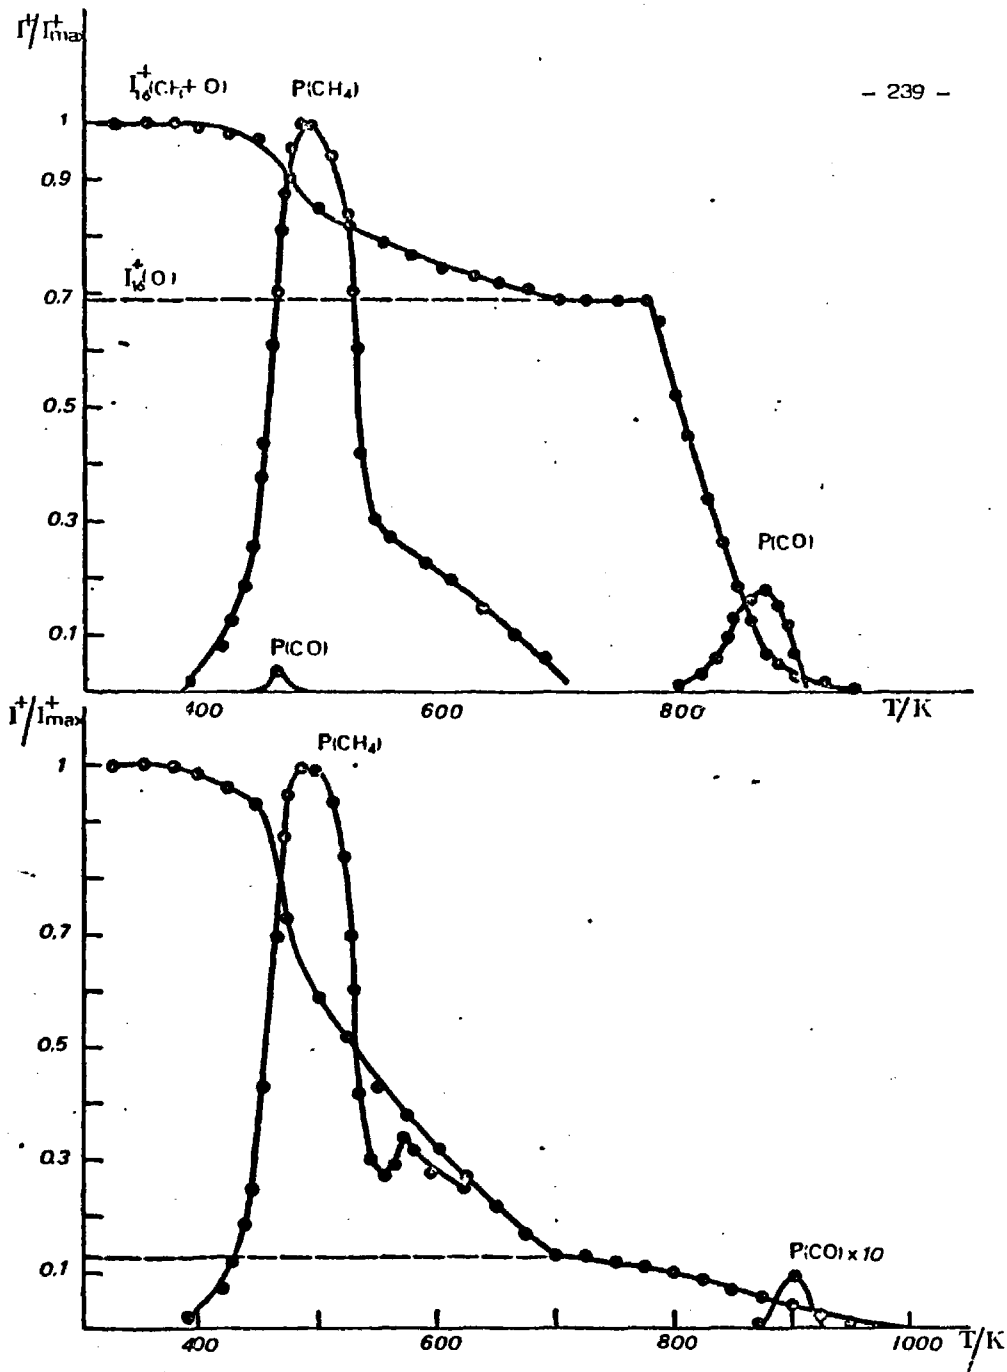 I⁺/I⁺max
I⁺16(CH₄+O)
P(CH₄)
– 239 –
1
0.9
I⁺16(O)
0.7
0.5
0.3
P(CO)
0.1
P(CO)
400
600
800
T/K
I⁺/I⁺max
P(CH₄)
1
0.7
0.5
0.3
P(CO)×10
0.1
400
600
800
1000
T/K